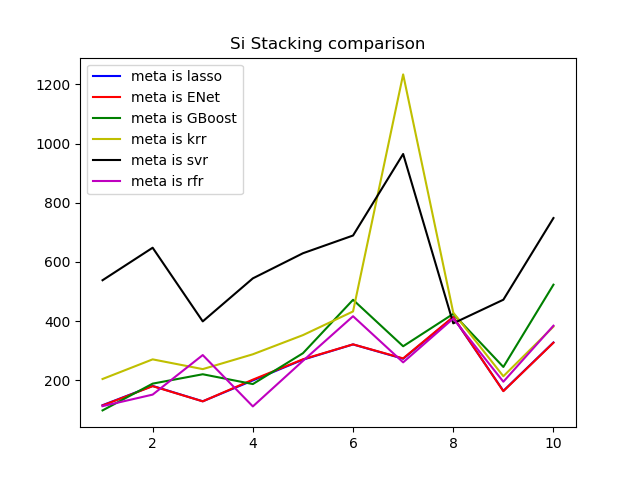 Si Stacking comparison
meta is lasso
meta is ENet
meta is GBoost
meta is krr
meta is svr
meta is rfr
1200
1000
800
600
400
200
2 4 6 8 10